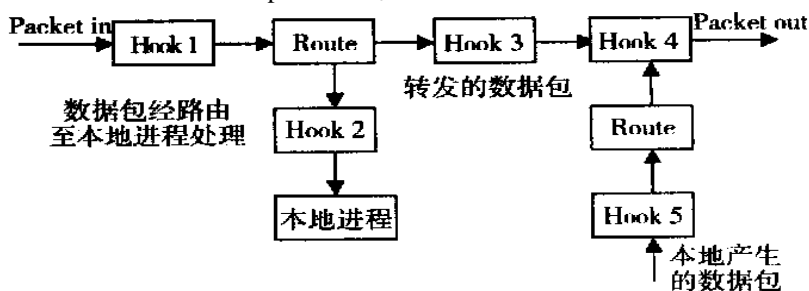 Packet in
Hook 1
Route
Hook 3
Hook 4
Packet out
转发的数据包
数据包经路由
至本地进程处理
Hook 2
Route
本地进程
Hook 5
本地产生
的数据包